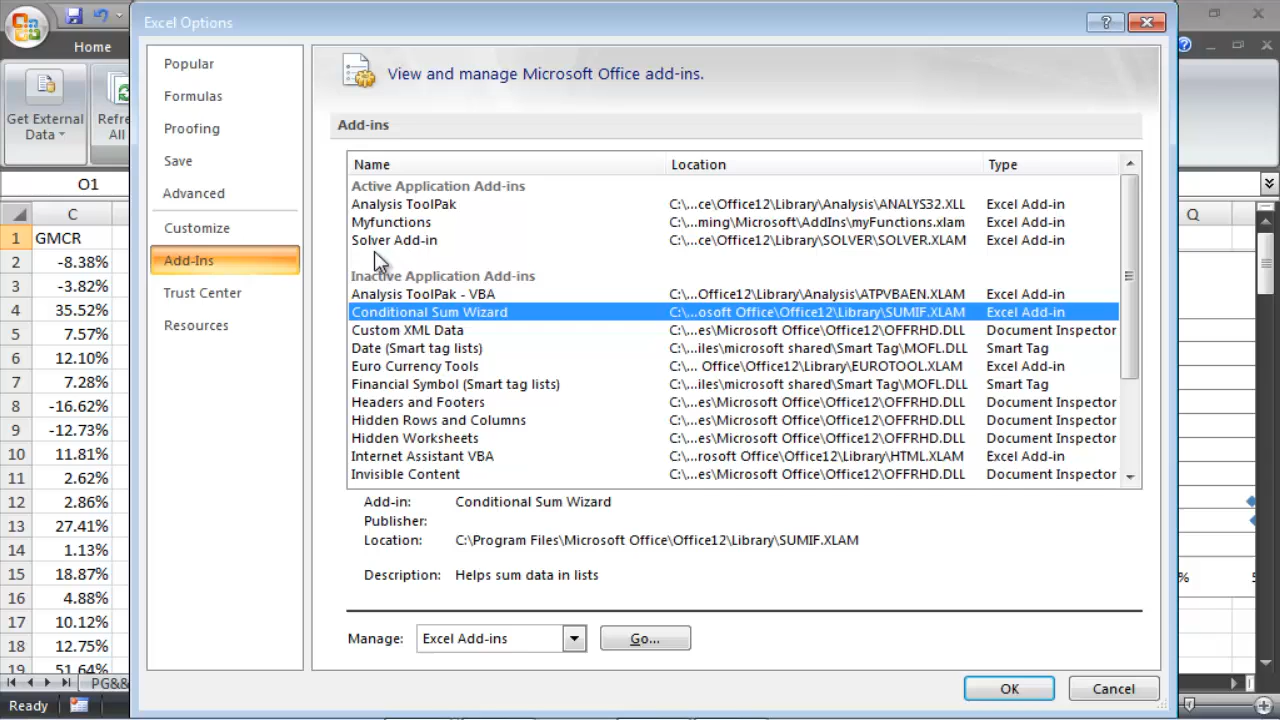 Excel Options
Home
Get External
Data
Refre
All
O1
C
Q
1 GMCR
2 -8.38%
3 -3.82%
4 35.52%
5 7.57%
6 12.10%
7 7.28%
8 -16.62%
9 -12.73%
10 11.81%
11 2.62%
12 2.86%
13 27.41%
14 1.13%
15 18.87%
16 4.88%
17 10.12%
18 12.75%
19 51.64%
PG&&
Ready
Popular
Formulas
Proofing
Save
Advanced
Customize
Add-Ins
Trust Center
Resources
View and manage Microsoft Office add-ins.
Add-ins
Name Location Type
Active Application Add-ins
Analysis ToolPak C:\...ce\Office12\Library\Analysis\ANALYS32.XLL Excel Add-in
Myfunctions C:\...ming\Microsoft\AddIns\myFunctions.xlam Excel Add-in
Solver Add-in C:\...ce\Office12\Library\SOLVER\SOLVER.XLAM Excel Add-in
Inactive Application Add-ins
Analysis ToolPak - VBA C:\...Office12\Library\Analysis\ATPVBAEN.XLAM Excel Add-in
Conditional Sum Wizard C:\...osoft Office\Office12\Library\SUMIF.XLAM Excel Add-in
Custom XML Data C:\...es\Microsoft Office\Office12\OFFRHD.DLL Document Inspector
Date (Smart tag lists) C:\...iles\microsoft shared\Smart Tag\MOFL.DLL Smart Tag
Euro Currency Tools C:\... Office\Office12\Library\EUROTOOL.XLAM Excel Add-in
Financial Symbol (Smart tag lists) C:\...iles\microsoft shared\Smart Tag\MOFL.DLL Smart Tag
Headers and Footers C:\...es\Microsoft Office\Office12\OFFRHD.DLL Document Inspector
Hidden Rows and Columns C:\...es\Microsoft Office\Office12\OFFRHD.DLL Document Inspector
Hidden Worksheets C:\...es\Microsoft Office\Office12\OFFRHD.DLL Document Inspector
Internet Assistant VBA C:\...rosoft Office\Office12\Library\HTML.XLAM Excel Add-in
Invisible Content C:\...es\Microsoft Office\Office12\OFFRHD.DLL Document Inspector
Add-in: Conditional Sum Wizard
Publisher:
Location: C:\Program Files\Microsoft Office\Office12\Library\SUMIF.XLAM
Description: Helps sum data in lists
Manage: Excel Add-ins Go...
OK Cancel
%